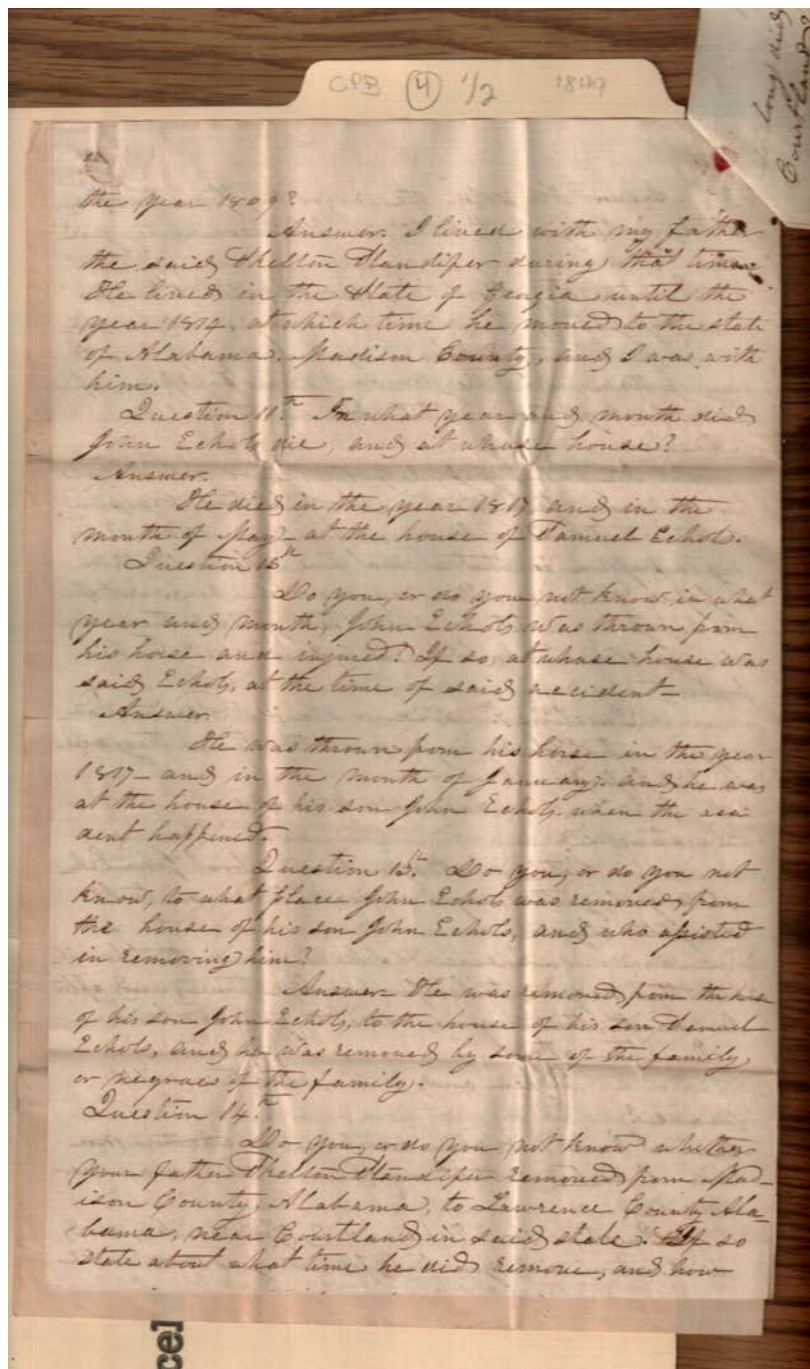 CPB 4 1/2 1849
long did
Courtland
the year 1809?
Answer. I lived with my father
the said Shelton Standifer during that time.
He lived in the State of Georgia until the
year 1814, at which time he moved to the state
of Alabama, Madison County, and I was with
him.
Question 11th. In what year and month did
John Echols die, and at whose house?
Answer.
He died in the year 1817 and in the
month of May - at the house of Samuel Echols.
Question 12th
Do you, or do you not know, in what
year and month, John Echols was thrown from
his horse and injured? If so, at whose house was
said Echols, at the time of said accident -
Answer.
He was thrown from his horse in the year
1817 - and in the month of January, and he was
at the house of his son John Echols when the acci
dent happened.
Question 13th. Do you, or do you not
know, to what place John Echols was removed from
the house of his son John Echols, and who assisted
in removing him?
Answer - He was removed from the house
of his son John Echols, to the house of his son Samuel
Echols, and he was removed by some of the family
or negroes of the family.
Question 14th
Do you, or do you not know whether
your father Shelton Standifer removed from Mad-
ison County, Alabama, to Lawrence County Ala-
bama, near Courtland in said state. If so
state about what time he did remove, and how
cel